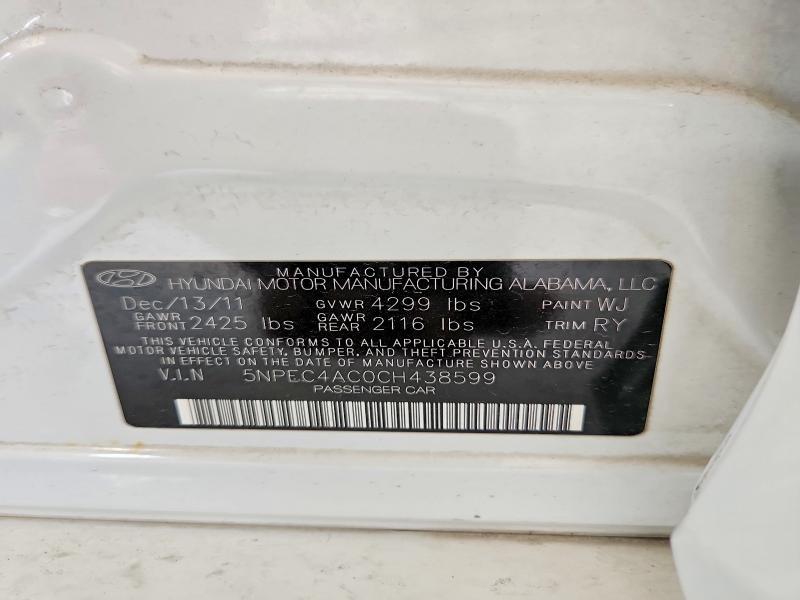 MANUFACTURED BY
HYUNDAI MOTOR MANUFACTURING ALABAMA, LLC
Dec/13/11 GVWR 4299 lbs PAINT WJ
GAWR FRONT 2425 lbs GAWR REAR 2116 lbs TRIM RY
THIS VEHICLE CONFORMS TO ALL APPLICABLE U.S.A. FEDERAL
MOTOR VEHICLE SAFETY, BUMPER, AND THEFT PREVENTION STANDARDS
IN EFFECT ON THE DATE OF MANUFACTURE SHOWN ABOVE
V.I.N 5NPEC4AC0CH438599
PASSENGER CAR